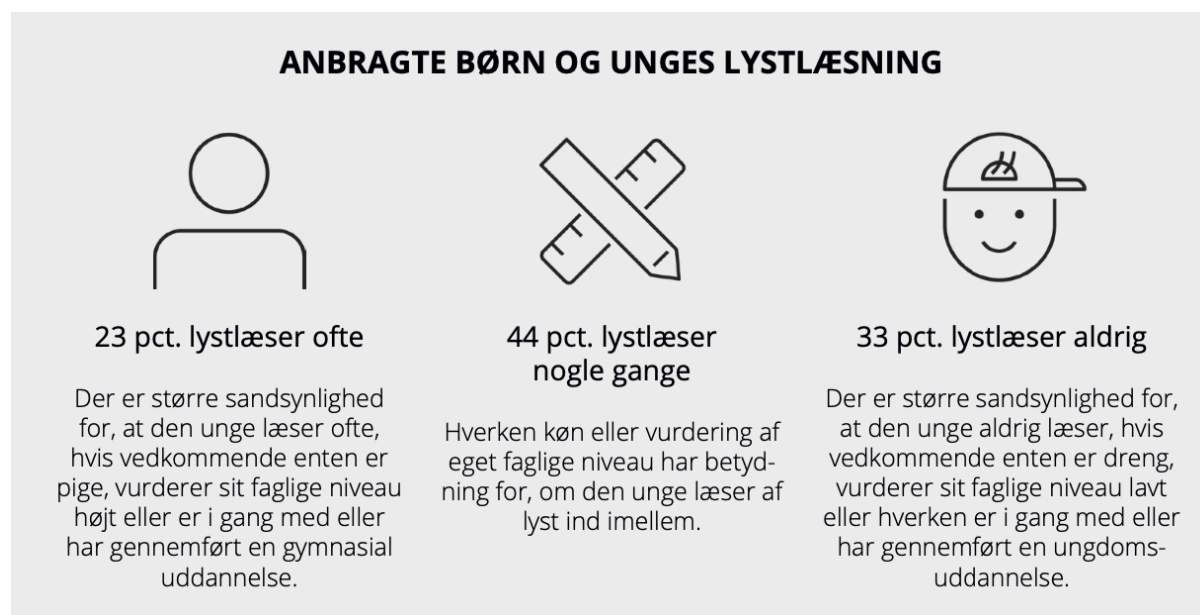 ANBRAGTE BØRN OG UNGES LYSTLÆSNING
23 pct. lystlæser ofte
Der er større sandsynlighed
for, at den unge læser ofte,
hvis vedkommende enten er
pige, vurderer sit faglige niveau
højt eller er i gang med eller
har gennemført en gymnasial
uddannelse.
44 pct. lystlæser
nogle gange
Hverken køn eller vurdering af
eget faglige niveau har betyd-
ning for, om den unge læser af
lyst ind imellem.
33 pct. lystlæser aldrig
Der er større sandsynlighed for,
at den unge aldrig læser, hvis
vedkommende enten er dreng,
vurderer sit faglige niveau lavt
eller hverken er i gang med eller
har gennemført en ungdoms-
uddannelse.